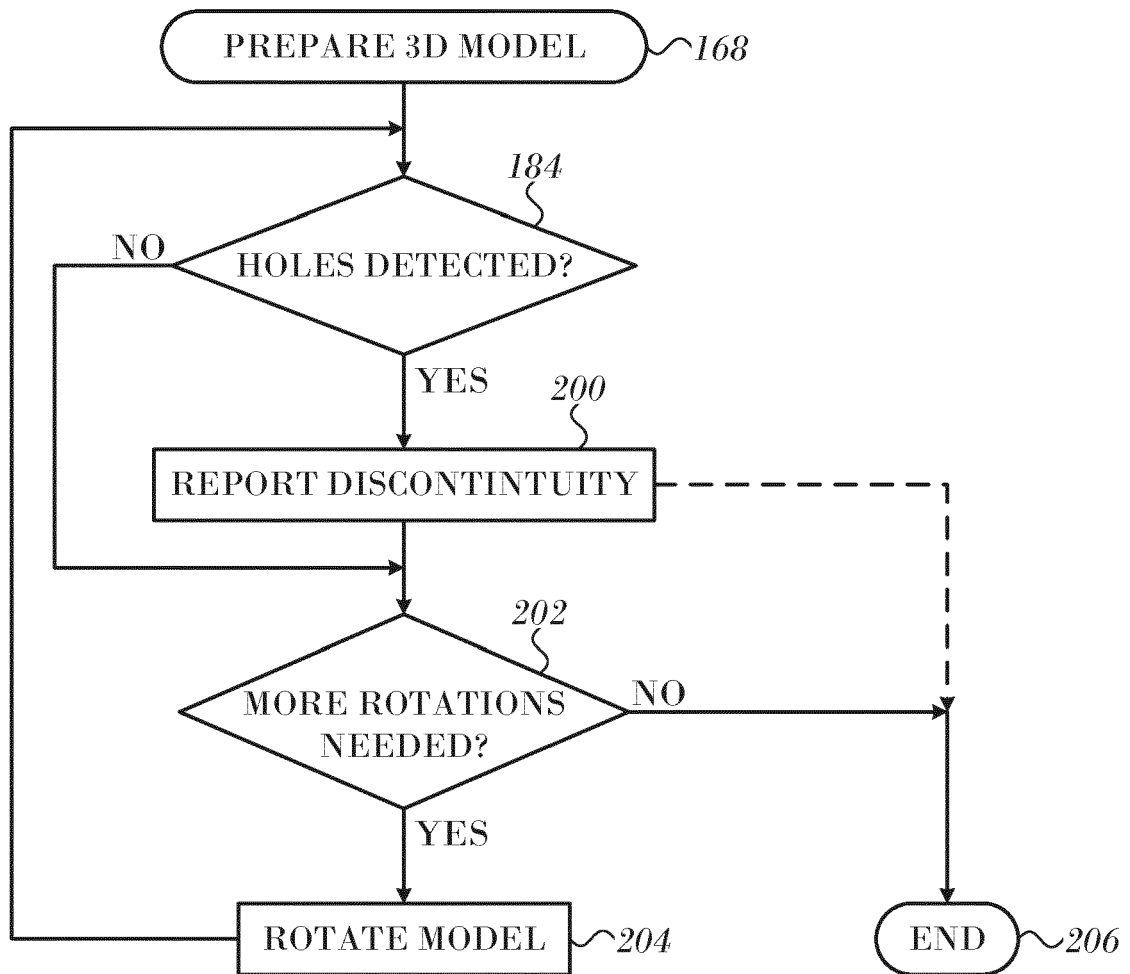 PREPARE 3D MODEL
168
184
NO
HOLES DETECTED?
YES
200
REPORT DISCONTINTUITY
202
MORE ROTATIONS
NEEDED?
NO
YES
ROTATE MODEL
204
END
206